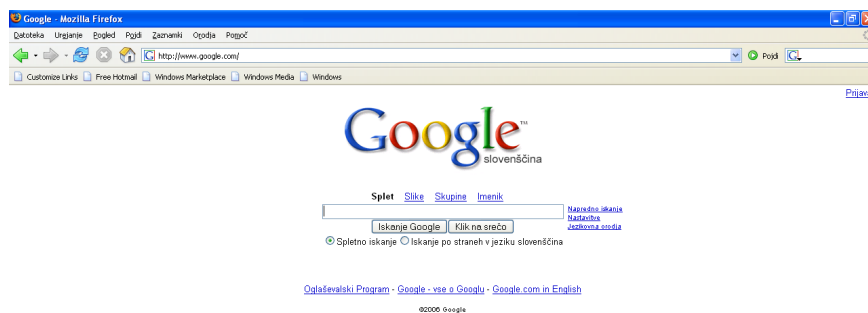 Google - Mozilla Firefox
Datoteka Urejanje Pogled Pojdi Zaznamki Orodja Pomoč
http://www.google.com/ Pojdi
Customize Links Free Hotmail Windows Marketplace Windows Media Windows
Prijava
Google™
slovenščina
Splet Slike Skupine Imenik
Napredno iskanje
Nastavitve
Jezikovna orodja
Iskanje Google Klik na srečo
Spletno iskanje Iskanje po straneh v jeziku slovenščina
Oglaševalski Program - Google - vse o Googlu - Google.com in English
©2006 Google